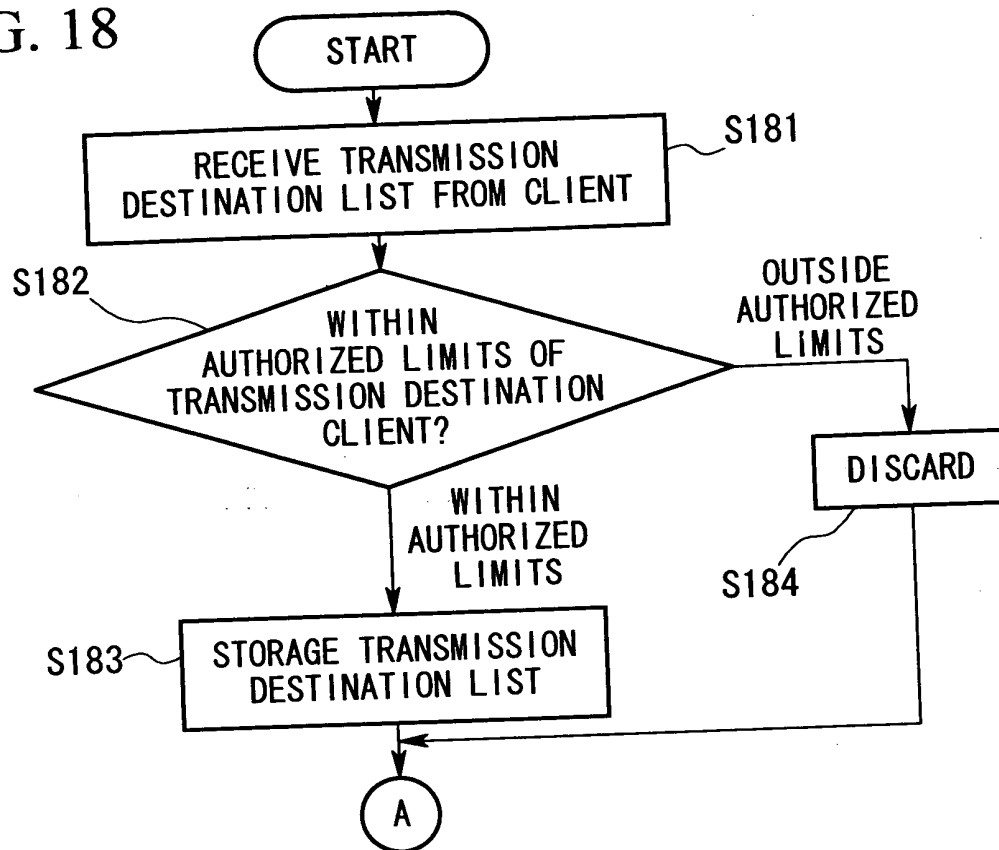 G. 18
START
RECEIVE TRANSMISSION
DESTINATION LIST FROM CLIENT
S181
S182
WITHIN
AUTHORIZED LIMITS OF
TRANSMISSION DESTINATION
CLIENT?
OUTSIDE
AUTHORIZED
LIMITS
DISCARD
S184
WITHIN
AUTHORIZED
LIMITS
S183
STORAGE TRANSMISSION
DESTINATION LIST
A